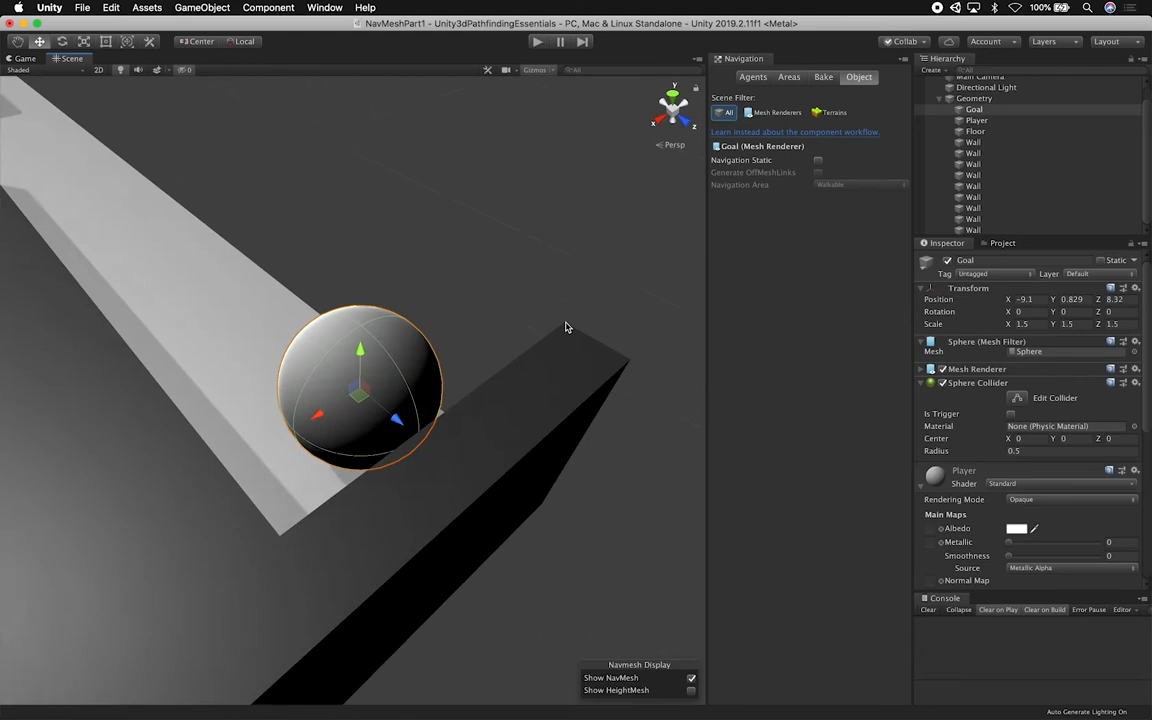 Unity File Edit Assets GameObject Component Window Help 100%
NavMeshPart1 - Unity3dPathfindingEssentials - PC, Mac & Linux Standalone - Unity 2019.2.11f1 <Metal>
Center Local Collab Account Layers Layout
Game Scene
Shaded 2D 0 Gizmos All
y
x z
Persp
Navmesh Display
Show NavMesh
Show HeightMesh
Navigation
Agents Areas Bake Object
Scene Filter:
All Mesh Renderers Terrains
Learn instead about the component workflow.
Goal (Mesh Renderer)
Navigation Static
Generate OffMeshLinks
Navigation Area Walkable
Hierarchy
Create All
Main Camera
Directional Light
Geometry
Goal
Player
Floor
Wall
Wall
Wall
Wall
Wall
Wall
Wall
Wall
Wall
Inspector Project
Goal Static
Tag Untagged Layer Default
Transform
Position X -9.1 Y 0.829 Z 8.32
Rotation X 0 Y 0 Z 0
Scale X 1.5 Y 1.5 Z 1.5
Sphere (Mesh Filter)
Mesh Sphere
Mesh Renderer
Sphere Collider
Edit Collider
Is Trigger
Material None (Physic Material)
Center X 0 Y 0 Z 0
Radius 0.5
Player
Shader Standard
Rendering Mode Opaque
Main Maps
Albedo
Metallic 0
Smoothness 0
Source Metallic Alpha
Normal Map
Console
Clear Collapse Clear on Play Clear on Build Error Pause Editor
Auto Generate Lighting On